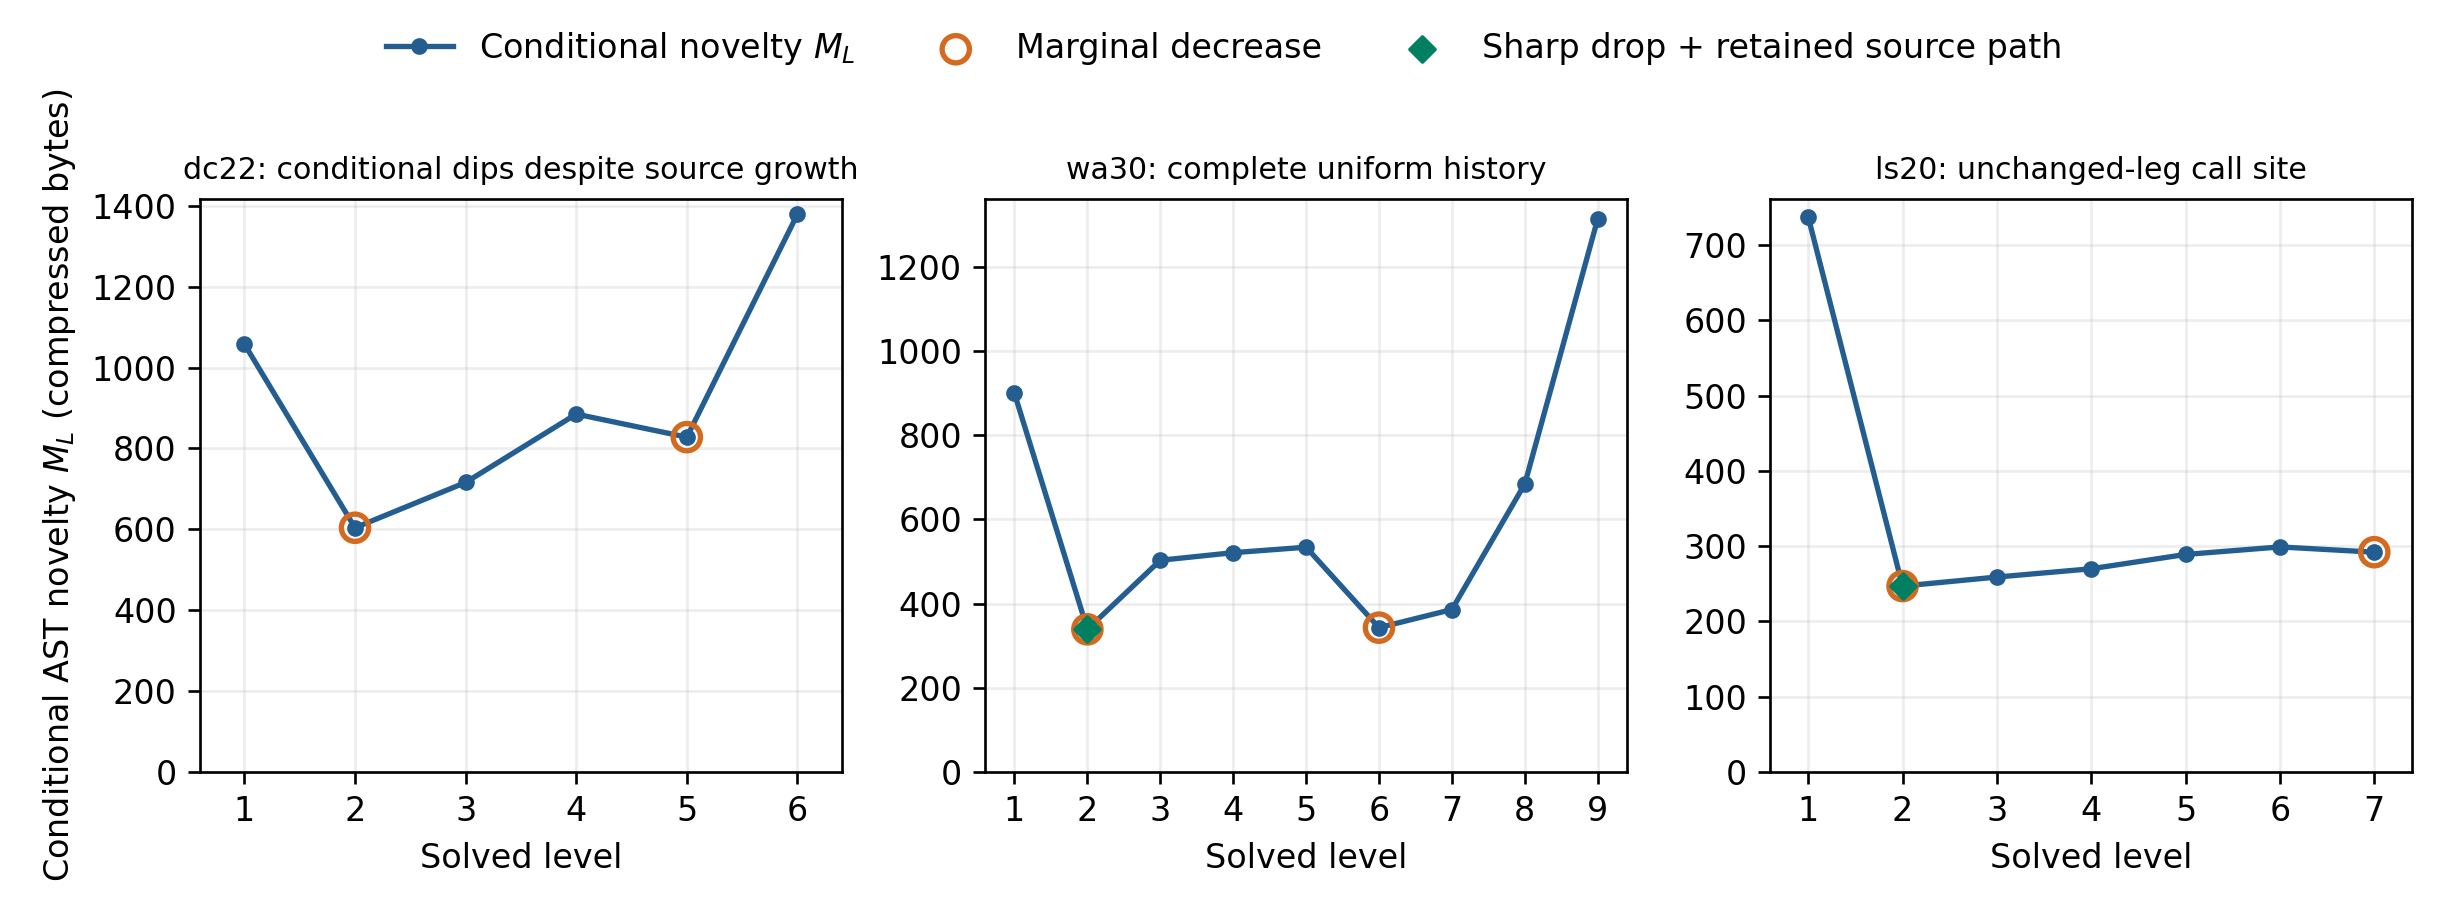 Conditional novelty M_L
Marginal decrease
Sharp drop + retained source path
Conditional AST novelty M_L (compressed bytes)
dc22: conditional dips despite source growth
1400
1200
1000
800
600
400
200
0
1 2 3 4 5 6
Solved level
wa30: complete uniform history
1200
1000
800
600
400
200
0
1 2 3 4 5 6 7 8 9
Solved level
ls20: unchanged-leg call site
700
600
500
400
300
200
100
0
1 2 3 4 5 6 7
Solved level